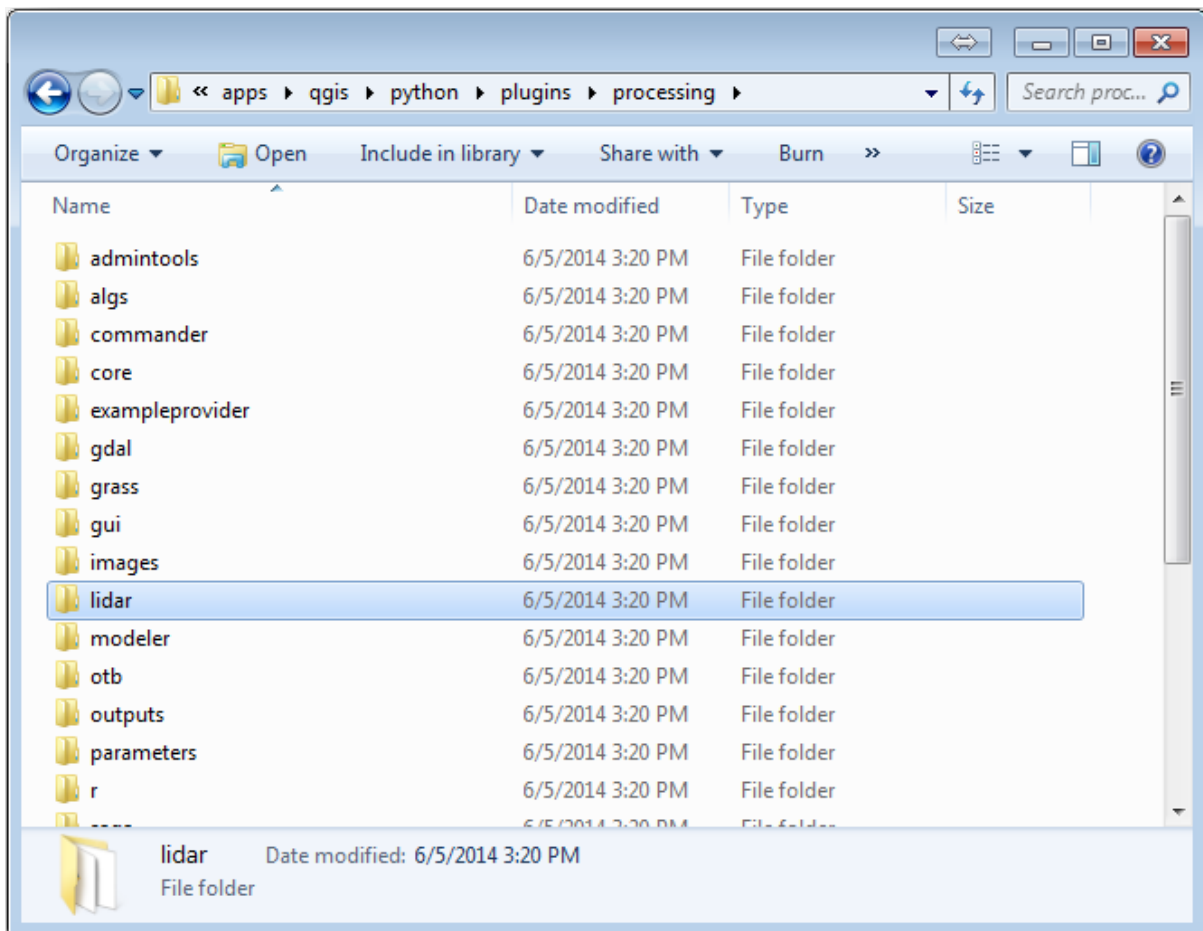 « apps ▸ qgis ▸ python ▸ plugins ▸ processing ▸ Search proc...
Organize ▾ Open Include in library ▾ Share with ▾ Burn »
Name Date modified Type Size
admintools 6/5/2014 3:20 PM File folder
algs 6/5/2014 3:20 PM File folder
commander 6/5/2014 3:20 PM File folder
core 6/5/2014 3:20 PM File folder
exampleprovider 6/5/2014 3:20 PM File folder
gdal 6/5/2014 3:20 PM File folder
grass 6/5/2014 3:20 PM File folder
gui 6/5/2014 3:20 PM File folder
images 6/5/2014 3:20 PM File folder
lidar 6/5/2014 3:20 PM File folder
modeler 6/5/2014 3:20 PM File folder
otb 6/5/2014 3:20 PM File folder
outputs 6/5/2014 3:20 PM File folder
parameters 6/5/2014 3:20 PM File folder
r 6/5/2014 3:20 PM File folder
lidar Date modified: 6/5/2014 3:20 PM
File folder